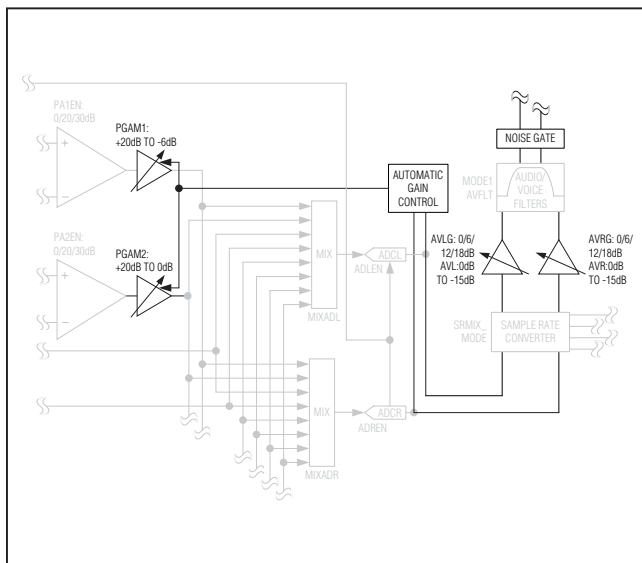 PA1EN:
0/20/30dB
+
−
PGAM1:
+20dB TO -6dB
PA2EN:
0/20/30dB
+
−
PGAM2:
+20dB TO 0dB
MIX
MIXADL
ADCL
ADLEN
MIX
MIXADR
ADCR
ADREN
AUTOMATIC
GAIN
CONTROL
NOISE GATE
MODE1
AVFLT
AUDIO/
VOICE
FILTERS
AVLG: 0/6/
12/18dB
AVL:0dB
TO -15dB
AVRG: 0/6/
12/18dB
AVR:0dB
TO -15dB
SRMIX_
MODE
SAMPLE RATE
CONVERTER